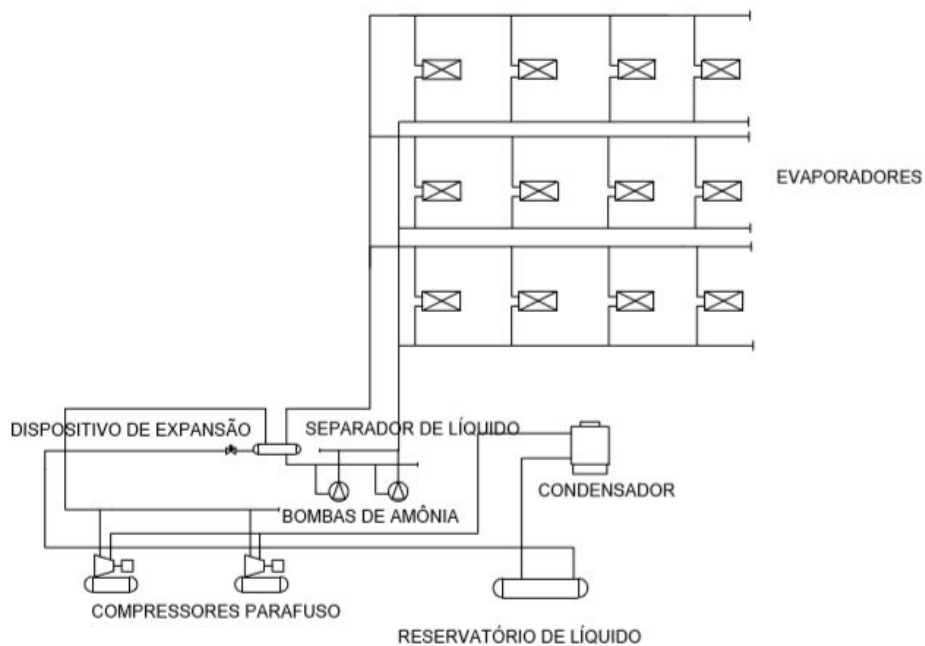 EVAPORADORES
DISPOSITIVO DE EXPANSÃO
SEPARADOR DE LÍQUIDO
CONDENSADOR
BOMBAS DE AMÔNIA
COMPRESSORES PARAFUSO
RESERVATÓRIO DE LÍQUIDO